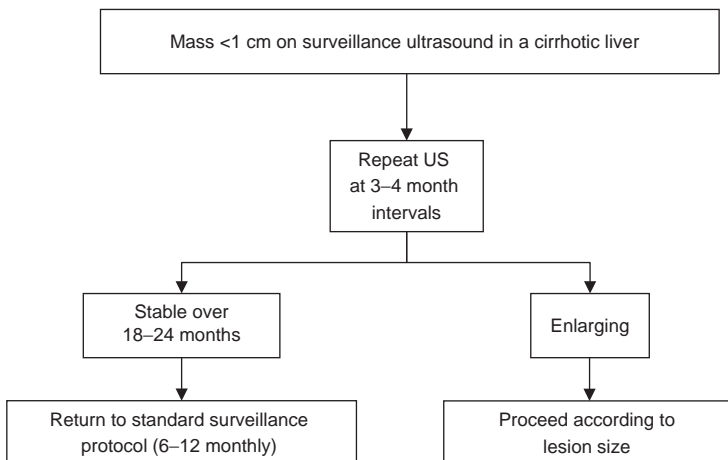 Mass <1 cm on surveillance ultrasound in a cirrhotic liver
Repeat US
at 3–4 month
intervals
Stable over
18–24 months
Enlarging
Return to standard surveillance
protocol (6–12 monthly)
Proceed according to
lesion size